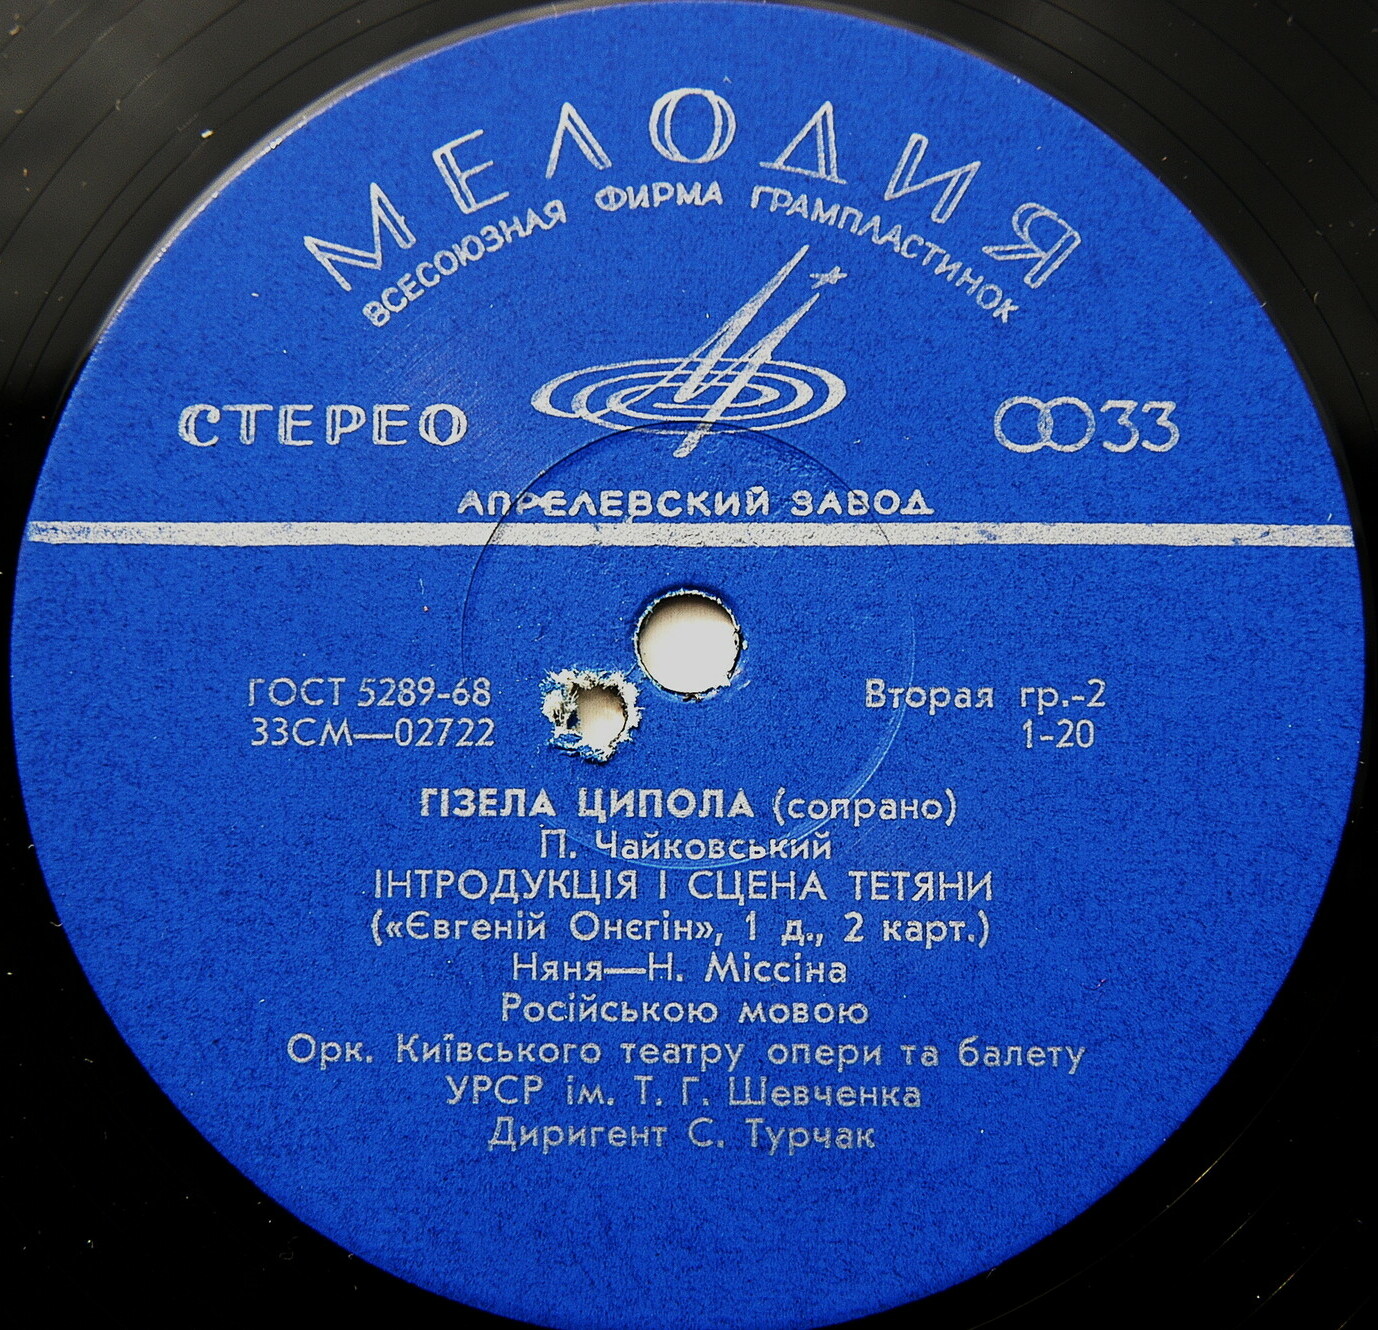 МЕЛОДИЯ
ВСЕСОЮЗНАЯ ФИРМА ГРАМПЛАСТИНОК
СТЕРЕО
33
АПРЕЛЕВСКИЙ ЗАВОД
ГОСТ 5289-68
33СМ—02722
Вторая гр.-2
1-20
ГІЗЕЛА ЦИПОЛА (сопрано)
П. Чайковський
ІНТРОДУКЦІЯ І СЦЕНА ТЕТЯНИ
(«Євгеній Онєгін», 1 д., 2 карт.)
Няня—Н. Міссіна
Російською мовою
Орк. Київського театру опери та балету
УРСР ім. Т. Г. Шевченка
Диригент С. Турчак